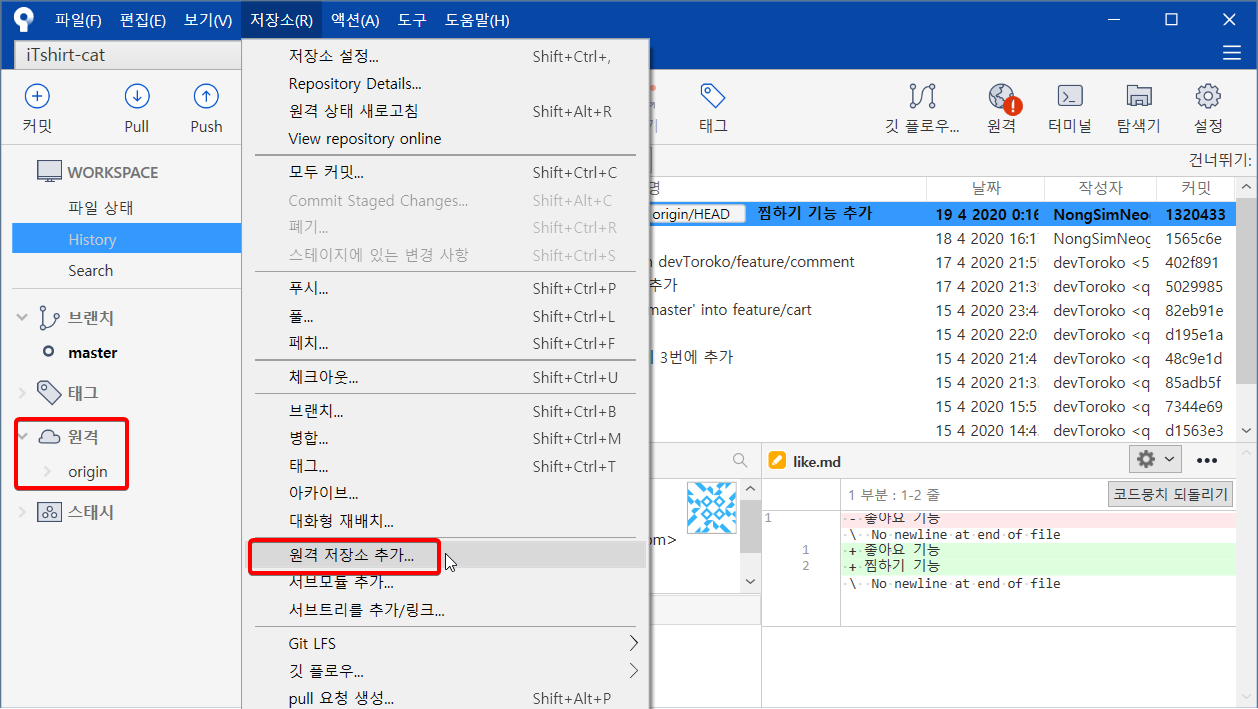 파일(F) 편집(E) 보기(V) 저장소(R) 액션(A) 도구 도움말(H)
iTshirt-cat
커밋
Pull
Push
태그
깃 플로우...
원격
터미널
탐색기
설정
건너뛰기:
WORKSPACE
파일 상태
History
Search
브랜치
master
태그
원격
origin
스태시
저장소 설정... Shift+Ctrl+,
Repository Details...
원격 상태 새로고침 Shift+Alt+R
View repository online
모두 커밋... Shift+Ctrl+C
Commit Staged Changes... Shift+Alt+C
폐기... Shift+Ctrl+R
스테이지에 있는 변경 사항 Shift+Ctrl+S
푸시... Shift+Ctrl+P
풀... Shift+Ctrl+L
페치... Shift+Ctrl+F
체크아웃... Shift+Ctrl+U
브랜치... Shift+Ctrl+B
병합... Shift+Ctrl+M
태그... Shift+Ctrl+T
아카이브...
대화형 재배치...
원격 저장소 추가...
서브모듈 추가...
서브트리를 추가/링크...
Git LFS
깃 플로우...
pull 요청 생성... Shift+Alt+P
명 날짜 작성자 커밋
origin/HEAD 찜하기 기능 추가 19 4 2020 0:16 NongSimNeo 1320433
18 4 2020 16:1 NongSimNeog 1565c6e
devToroko/feature/comment 17 4 2020 21:5 devToroko <5 402f891
추가 17 4 2020 21:3 devToroko <q 5029985
master' into feature/cart 15 4 2020 23:4 devToroko <q 82eb91e
15 4 2020 22:0 devToroko <q d195e1a
3번에 추가 15 4 2020 21:4 devToroko <q 48c9e1d
15 4 2020 21:3 devToroko <q 85adb5f
15 4 2020 15:5 devToroko <q 7344e69
15 4 2020 14:4 devToroko <q d1563e3
om>
like.md
1 부분 : 1-2 줄
코드뭉치 되돌리기
1 - 좋아요 기능
\ No newline at end of file
1 + 좋아요 기능
2 + 찜하기 기능
\ No newline at end of file